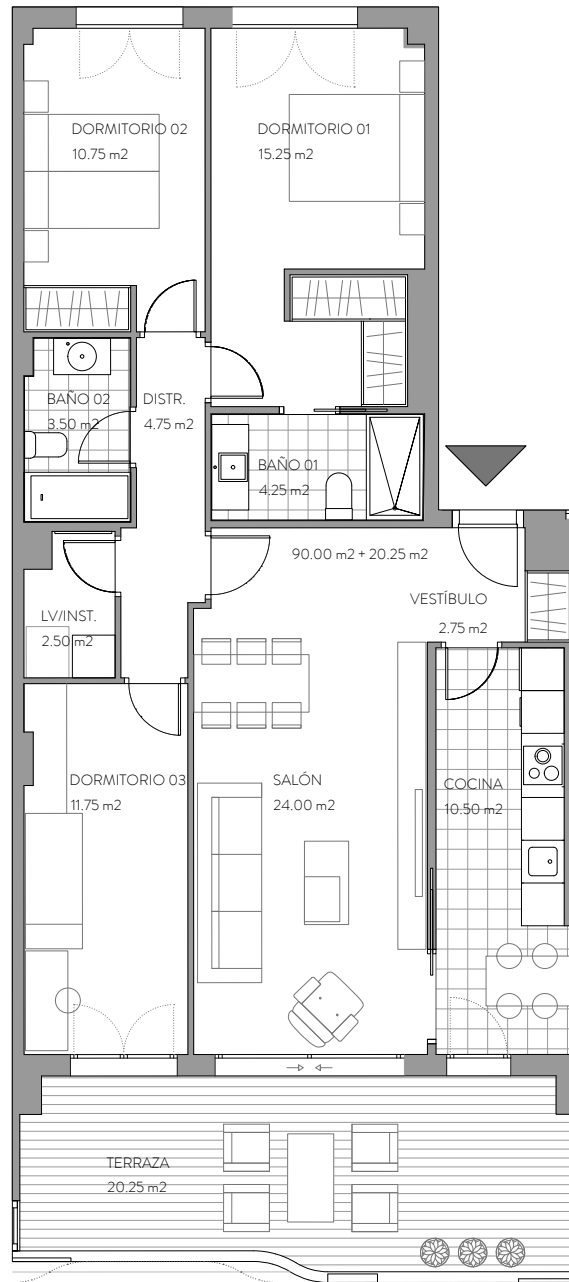 DORMITORIO 02
10.75 m2
DORMITORIO 01
15.25 m2
BAÑO 02
3.50 m2
DISTR.
4.75 m2
BAÑO 01
4.25 m2
90.00 m2 + 20.25 m2
VESTÍBULO
2.75 m2
LV/INST.
2.50 m2
DORMITORIO 03
11.75 m2
SALÓN
24.00 m2
COCINA
10.50 m2
TERRAZA
20.25 m2